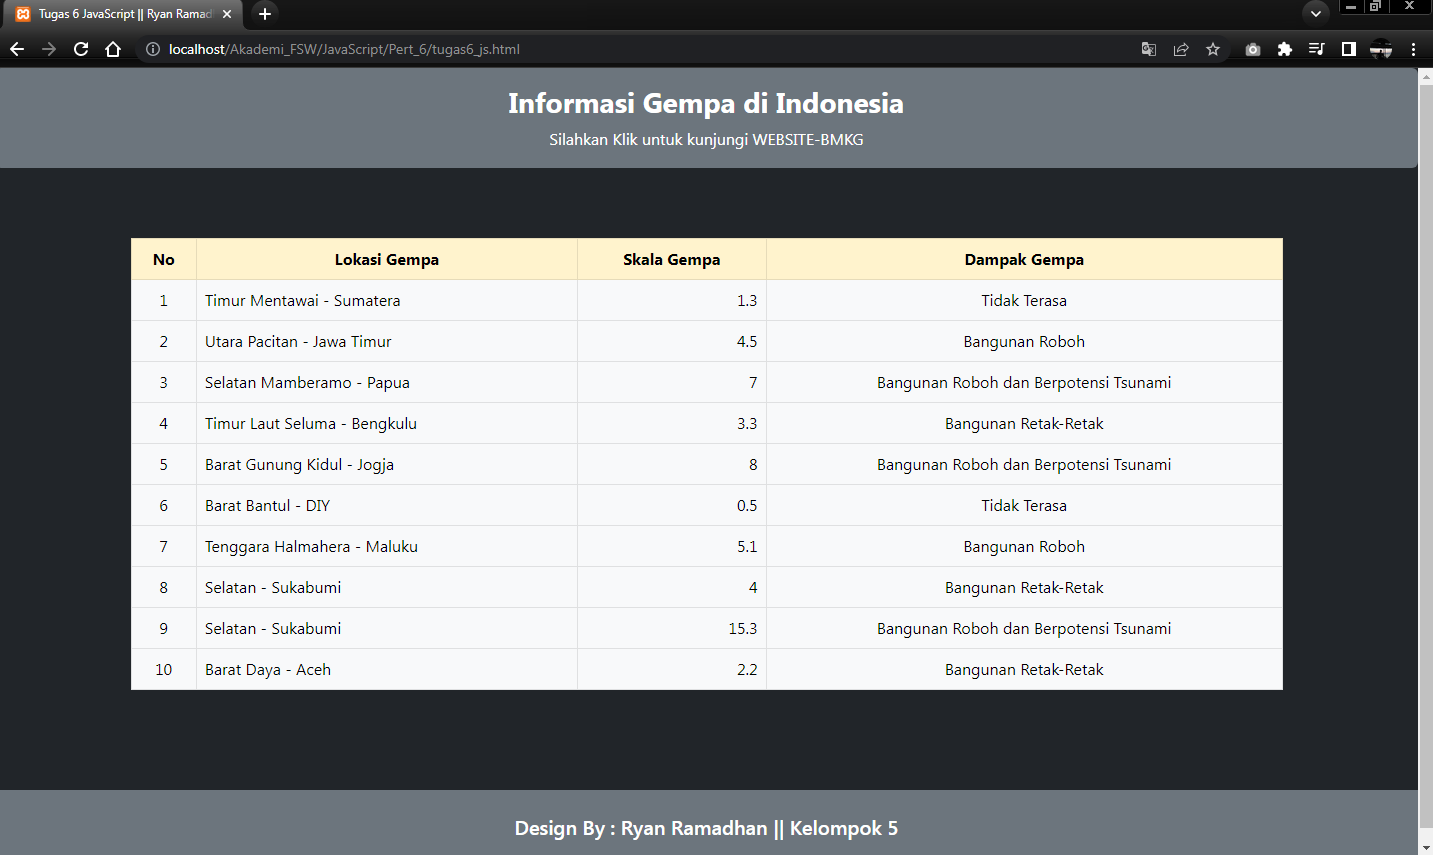 Tugas 6 JavaScript || Ryan Ramad
localhost/Akademi_FSW/JavaScript/Pert_6/tugas6_js.html
Informasi Gempa di Indonesia
Silahkan Klik untuk kunjungi WEBSITE-BMKG
No Lokasi Gempa Skala Gempa Dampak Gempa
1 Timur Mentawai - Sumatera 1.3 Tidak Terasa
2 Utara Pacitan - Jawa Timur 4.5 Bangunan Roboh
3 Selatan Mamberamo - Papua 7 Bangunan Roboh dan Berpotensi Tsunami
4 Timur Laut Seluma - Bengkulu 3.3 Bangunan Retak-Retak
5 Barat Gunung Kidul - Jogja 8 Bangunan Roboh dan Berpotensi Tsunami
6 Barat Bantul - DIY 0.5 Tidak Terasa
7 Tenggara Halmahera - Maluku 5.1 Bangunan Roboh
8 Selatan - Sukabumi 4 Bangunan Retak-Retak
9 Selatan - Sukabumi 15.3 Bangunan Roboh dan Berpotensi Tsunami
10 Barat Daya - Aceh 2.2 Bangunan Retak-Retak
Design By : Ryan Ramadhan || Kelompok 5